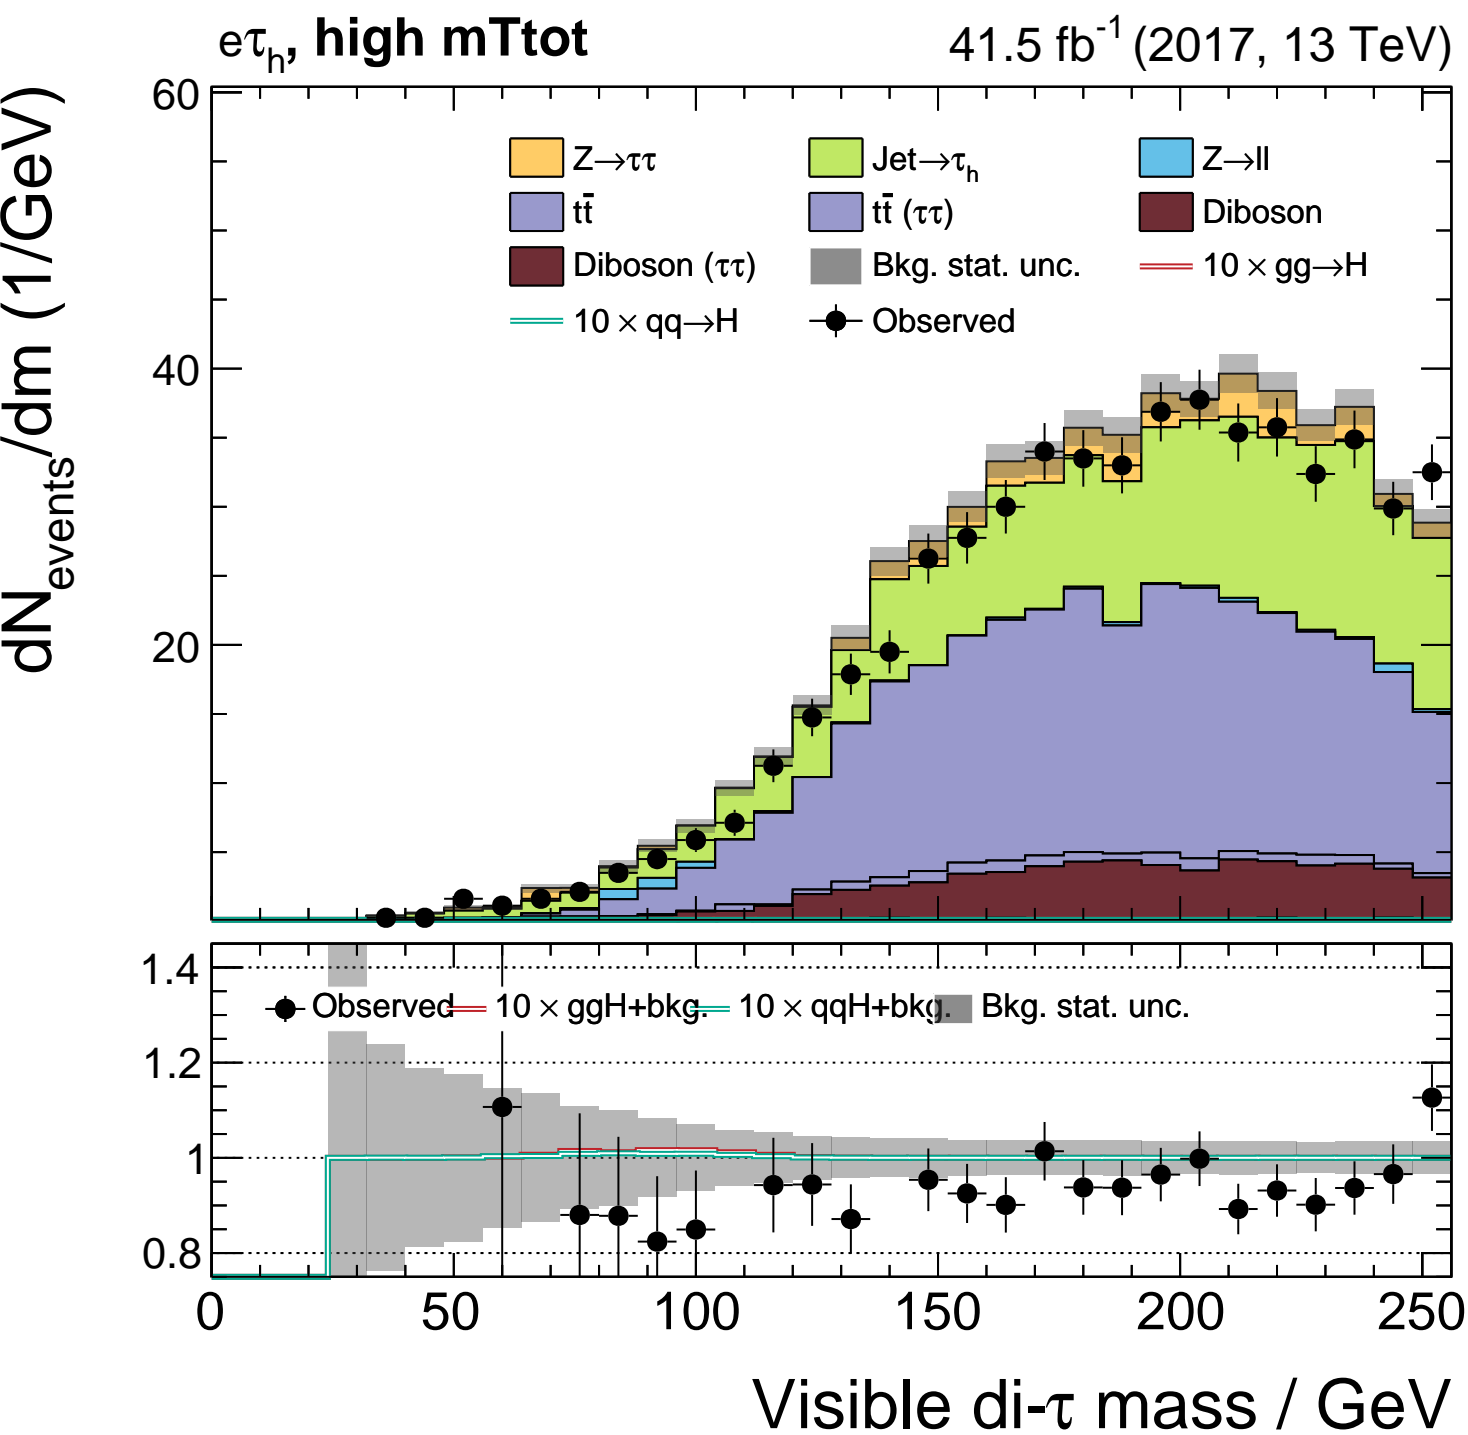 eτh, high mTtot 41.5 fb-1 (2017, 13 TeV)
dNevents/dm (1/GeV)
60
40
20
Z→ττ Jet→τh Z→ll
tt̄ tt̄ (ττ) Diboson
Diboson (ττ) Bkg. stat. unc. 10 × gg→H
10 × qq→H Observed
1.4
1.2
1
0.8
Observed 10 × ggH+bkg. 10 × qqH+bkg. Bkg. stat. unc.
0 50 100 150 200 250
Visible di-τ mass / GeV